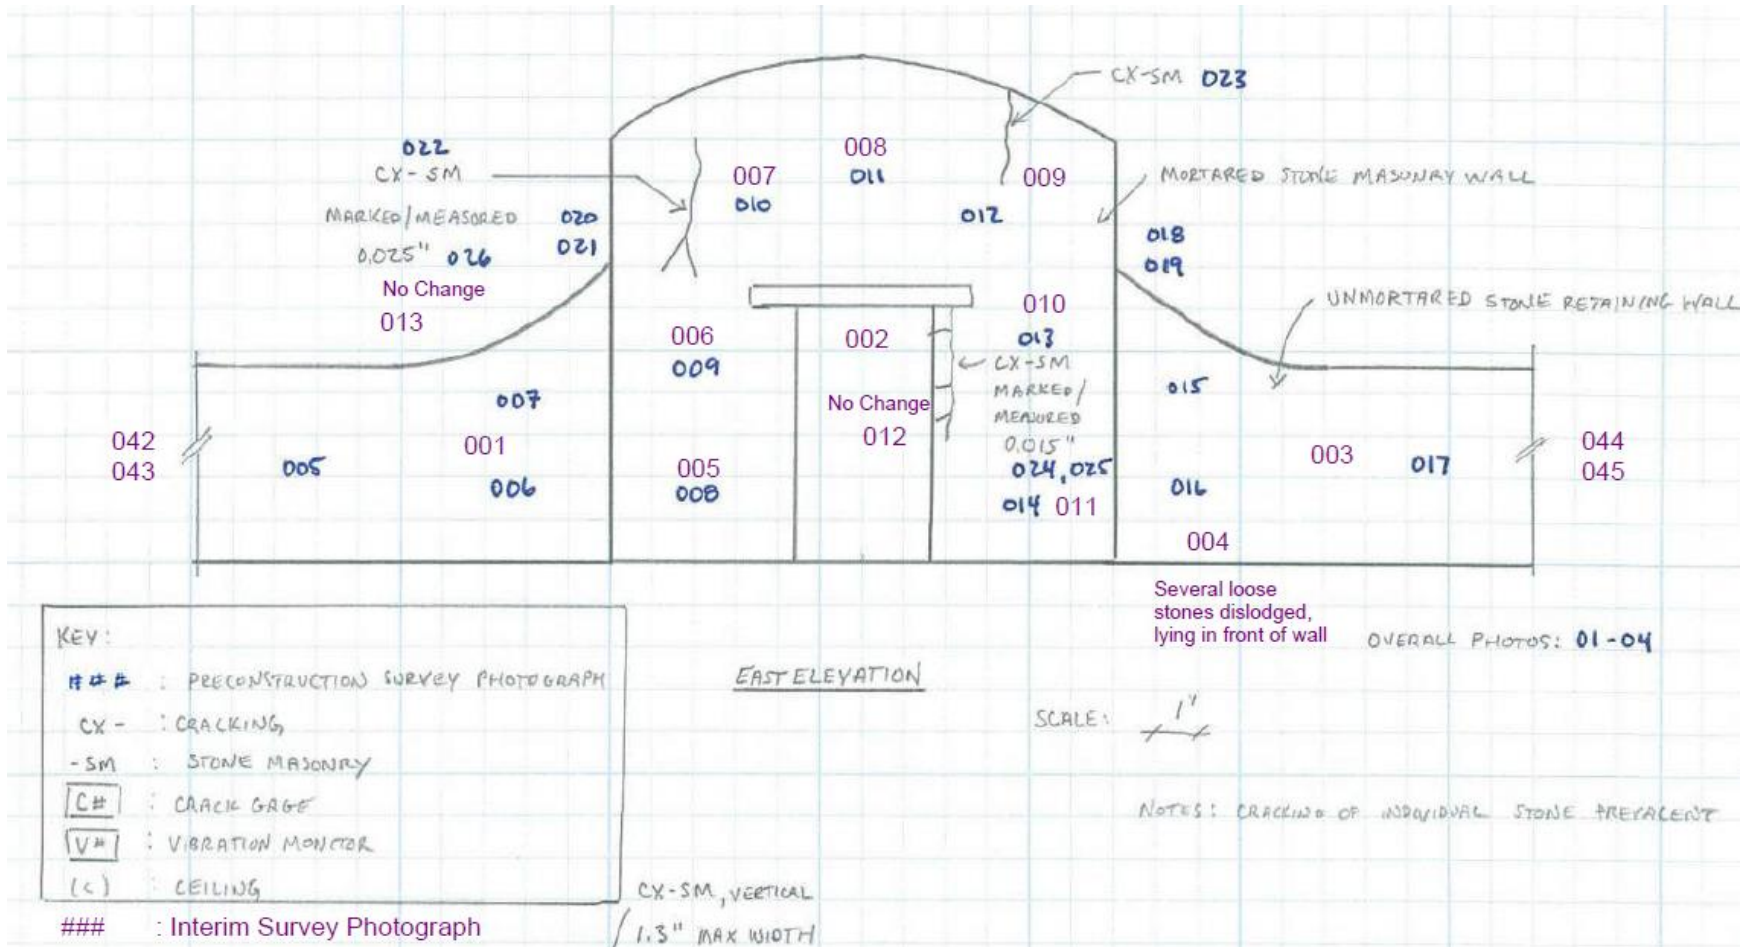 CX-SM 023
022
CX-SM
MARKED/MEASURED 020
0.025" 026 021
No Change
013
008
011
007
010
009
012
MORTARED STONE MASONRY WALL
018
019
UNMORTARED STONE RETAINING WALL
010
013
CX-SM
MARKED/
MEASURED
0.015"
024, 025
014 011
006
009
002
No Change
012
005
008
007
001
005
006
042
043
015
003 017
016
004
044
045
Several loose
stones dislodged,
lying in front of wall
OVERALL PHOTOS: 01-04
KEY:
### : PRECONSTRUCTION SURVEY PHOTOGRAPH
CX- : CRACKING
-SM : STONE MASONRY
C# : CRACK GAGE
V# : VIBRATION MONITOR
(C) : CEILING
### : Interim Survey Photograph
EAST ELEVATION
SCALE: 1'
NOTES: CRACKING OF INDIVIDUAL STONE PREVALENT
CX-SM, VERTICAL
1.3" MAX WIDTH